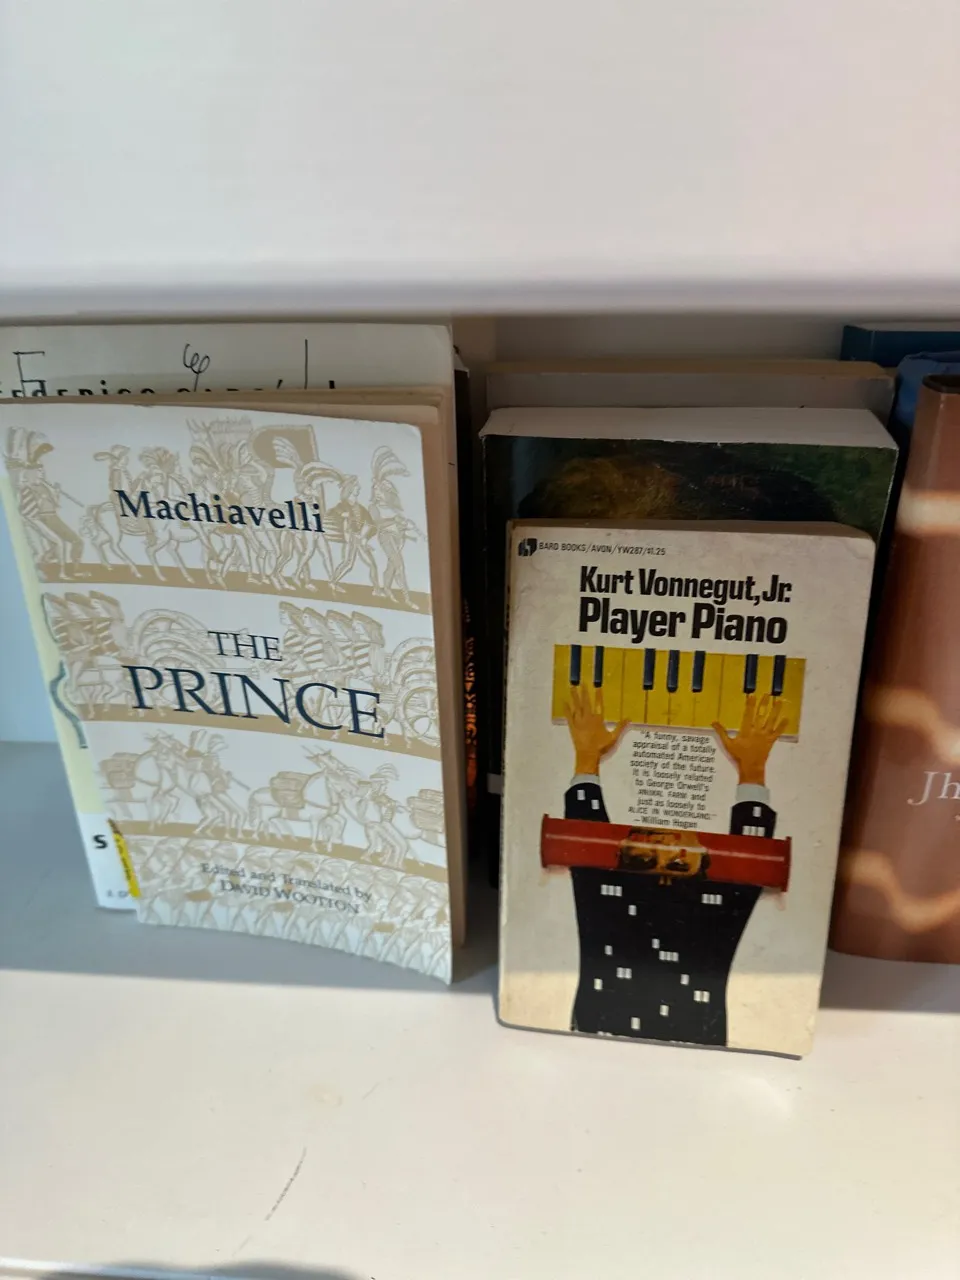 Machiavelli
THE
PRINCE
Edited and Translated by
DAVID WOOTTON
S
BARD BOOKS/AVON/YW287/$1.25
Kurt Vonnegut, Jr.
Player Piano
"A funny, savage
appraisal of a totally
automated American
society of the future.
It is loosely related
to George Orwell's
ANIMAL FARM and
just as loosely to
ALICE IN WONDERLAND."
—William Hogan
Jh